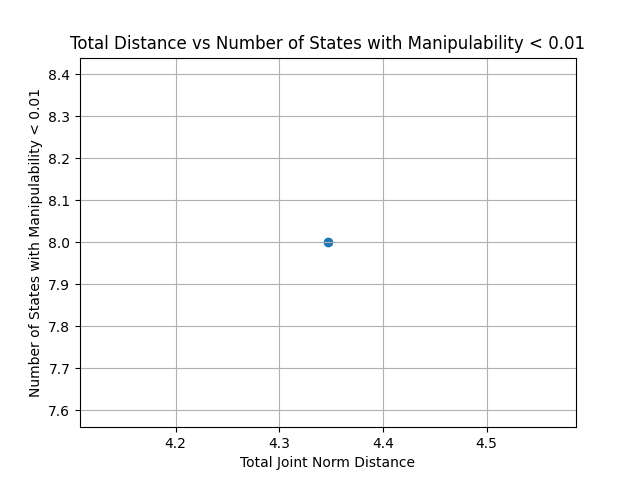 Total Distance vs Number of States with Manipulability < 0.01
Number of States with Manipulability < 0.01
8.4
8.3
8.2
8.1
8.0
7.9
7.8
7.7
7.6
4.2 4.3 4.4 4.5
Total Joint Norm Distance